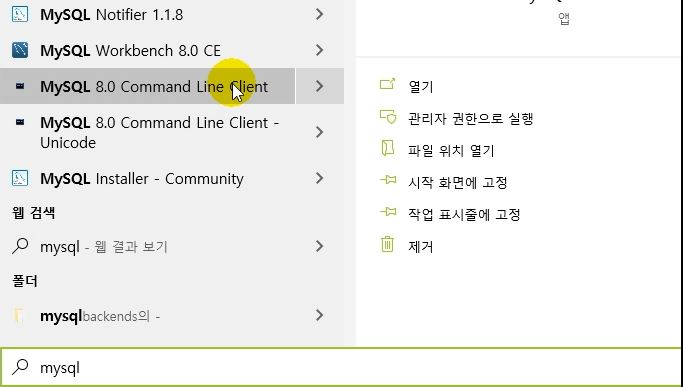 MySQL Notifier 1.1.8
MySQL Workbench 8.0 CE
MySQL 8.0 Command Line Client
MySQL 8.0 Command Line Client -
Unicode
MySQL Installer - Community
웹 검색
mysql - 웹 결과 보기
폴더
mysqlbackends의 -
mysql
앱
열기
관리자 권한으로 실행
파일 위치 열기
시작 화면에 고정
작업 표시줄에 고정
제거